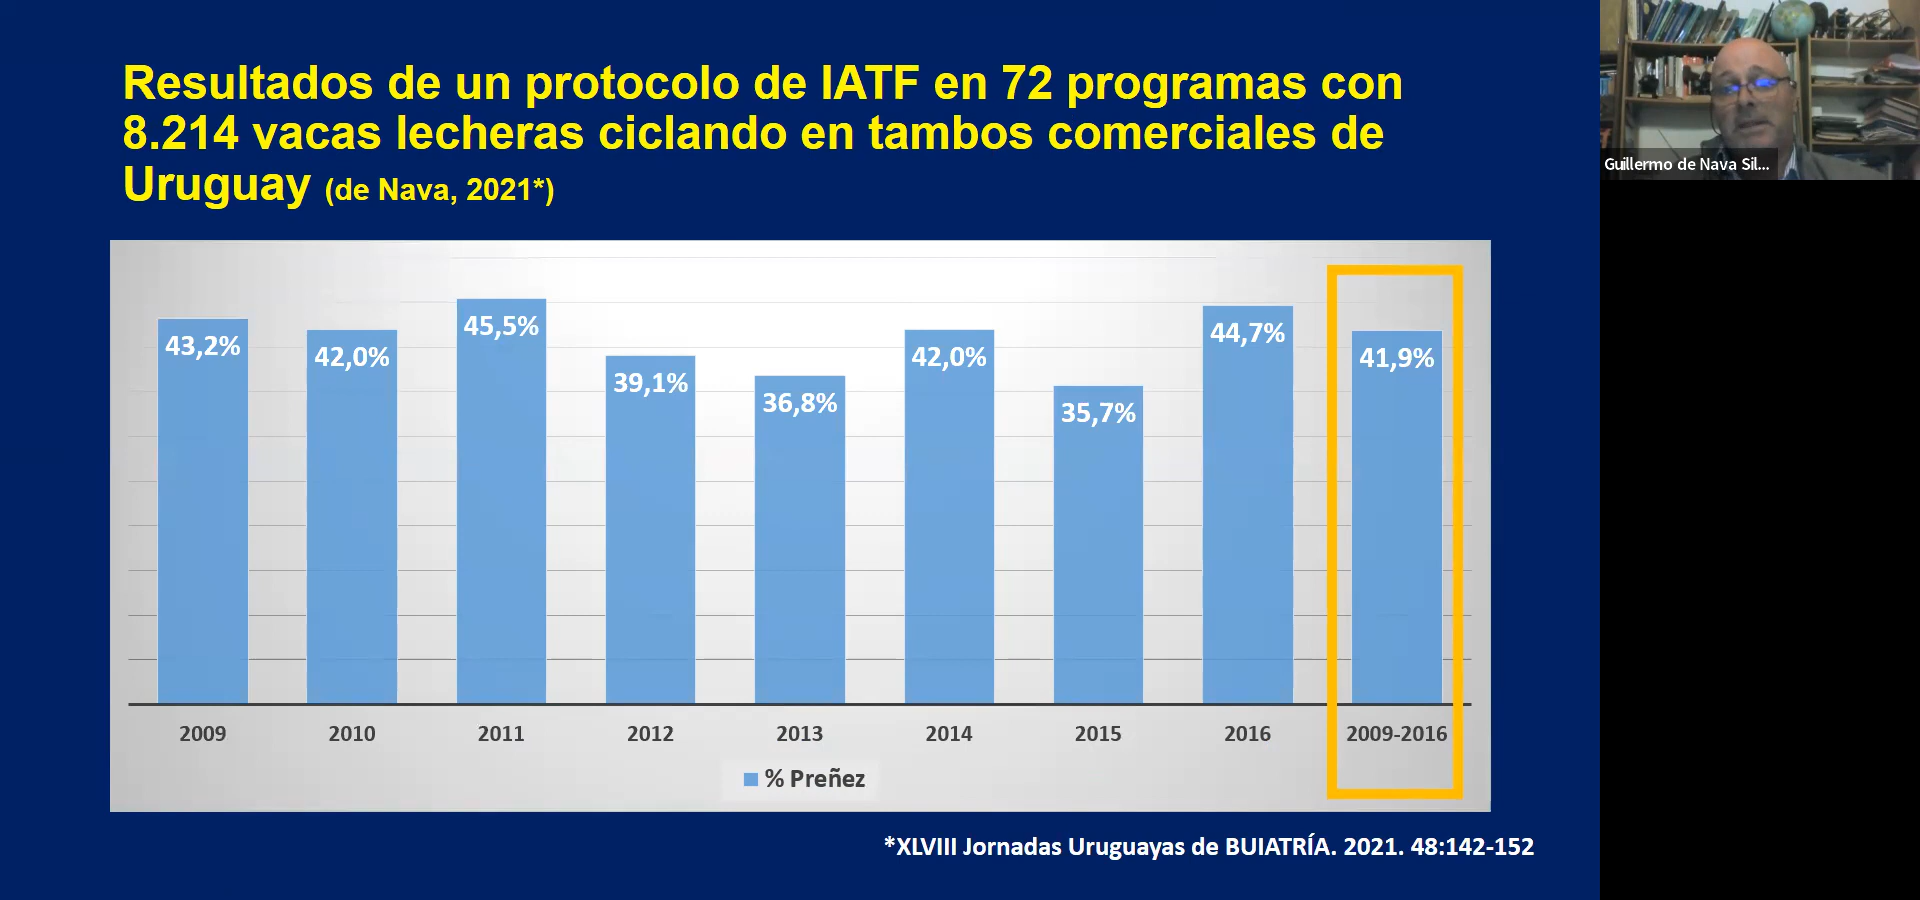 Resultados de un protocolo de IATF en 72 programas con
8.214 vacas lecheras ciclando en tambos comerciales de
Uruguay (de Nava, 2021*)
Guillermo de Nava Sil...
43,2%
42,0%
45,5%
39,1%
36,8%
42,0%
35,7%
44,7%
41,9%
2009 2010 2011 2012 2013 2014 2015 2016 2009-2016
% Preñez
*XLVIII Jornadas Uruguayas de BUIATRÍA. 2021. 48:142-152